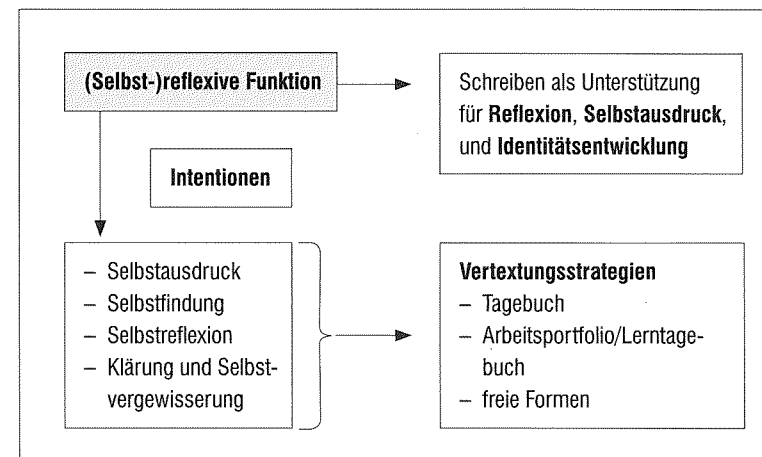 (Selbst-)reflexive Funktion
Schreiben als Unterstützung
für Reflexion, Selbstausdruck,
und Identitätsentwicklung
Intentionen
– Selbstausdruck
– Selbstfindung
– Selbstreflexion
– Klärung und Selbst-
vergewisserung
Vertextungsstrategien
– Tagebuch
– Arbeitsportfolio/Lerntage-
buch
– freie Formen